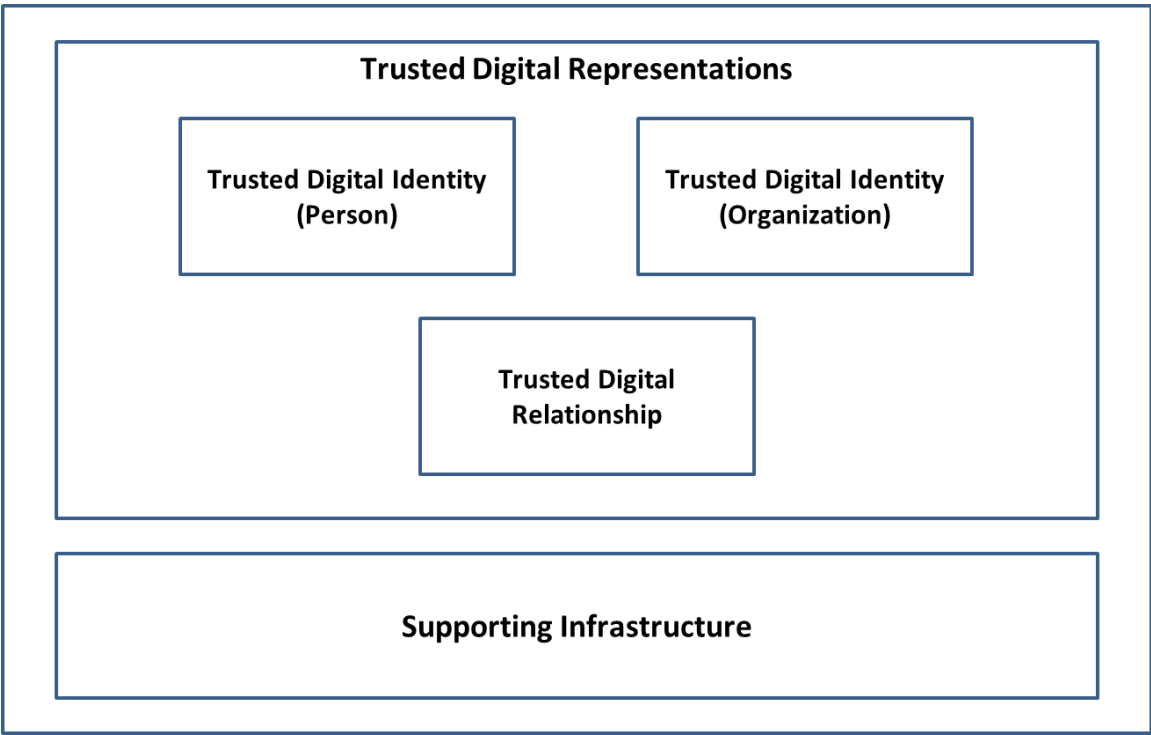 Trusted Digital Representations
Trusted Digital Identity
(Person)
Trusted Digital Identity
(Organization)
Trusted Digital
Relationship
Supporting Infrastructure